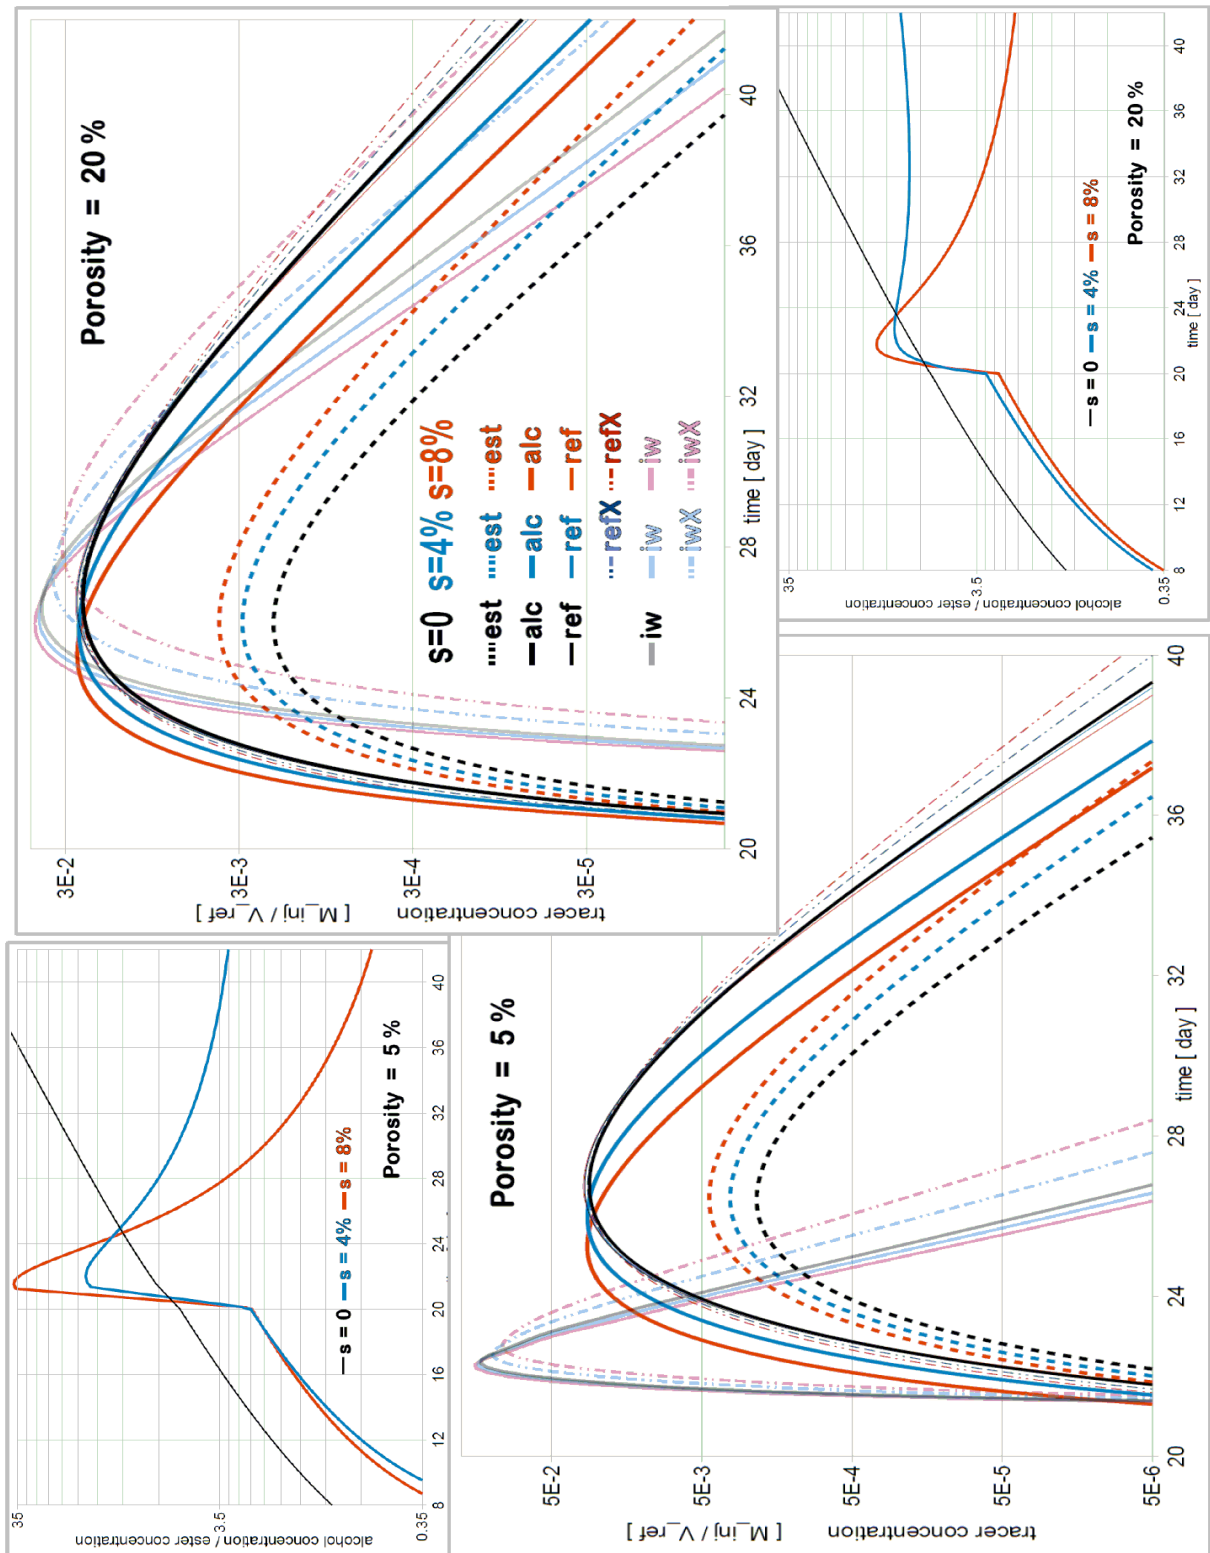 35
3.5
0.35
alcohol concentration / ester concentration
8
12
16
20
24
28
32
36
40
s = 0 s = 4% s = 8%
Porosity = 5 %
Porosity = 20 %
3E-2
3E-3
3E-4
3E-5
tracer concentration [ M_inj / V_ref ]
s=0 s=4% s=8%
est est est
alc alc alc
ref ref ref
refX refX
iw iw iw
iwX iwX
20
24
28
32
36
40
time [ day ]
Porosity = 5 %
5E-2
5E-3
5E-4
5E-5
5E-6
tracer concentration [ M_inj / V_ref ]
20
24
28
32
36
40
time [ day ]
35
3.5
0.35
alcohol concentration / ester concentration
s = 0 s = 4% s = 8%
Porosity = 20 %
8
12
16
20
24
28
32
36
40
time [ day ]